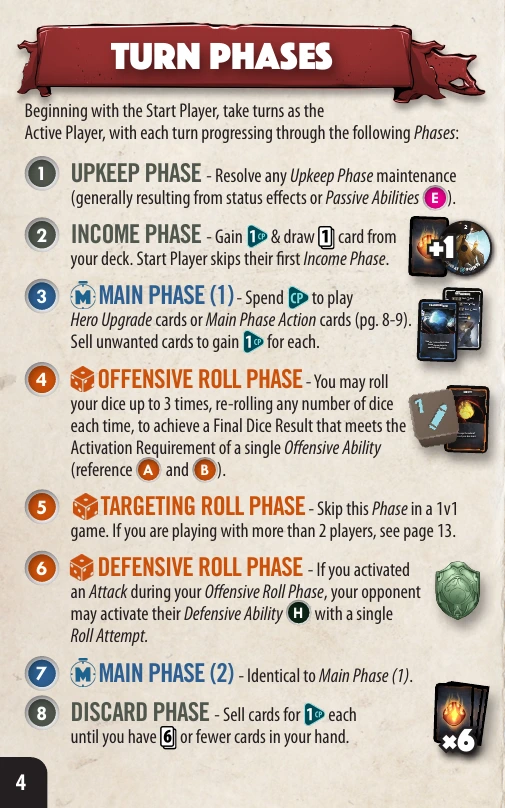 TURN PHASES
Beginning with the Start Player, take turns as the
Active Player, with each turn progressing through the following Phases:
1 UPKEEP PHASE - Resolve any Upkeep Phase maintenance
(generally resulting from status effects or Passive Abilities E ).
2 INCOME PHASE - Gain 1CP & draw 1 card from
your deck. Start Player skips their first Income Phase.
+1
3 M MAIN PHASE (1) - Spend CP to play
Hero Upgrade cards or Main Phase Action cards (pg. 8-9).
Sell unwanted cards to gain 1CP for each.
4 OFFENSIVE ROLL PHASE - You may roll
your dice up to 3 times, re-rolling any number of dice
each time, to achieve a Final Dice Result that meets the
Activation Requirement of a single Offensive Ability
(reference A and B ).
1
5 TARGETING ROLL PHASE - Skip this Phase in a 1v1
game. If you are playing with more than 2 players, see page 13.
6 DEFENSIVE ROLL PHASE - If you activated
an Attack during your Offensive Roll Phase, your opponent
may activate their Defensive Ability H with a single
Roll Attempt.
7 M MAIN PHASE (2) - Identical to Main Phase (1).
8 DISCARD PHASE - Sell cards for 1CP each
until you have 6 or fewer cards in your hand.
x6
4